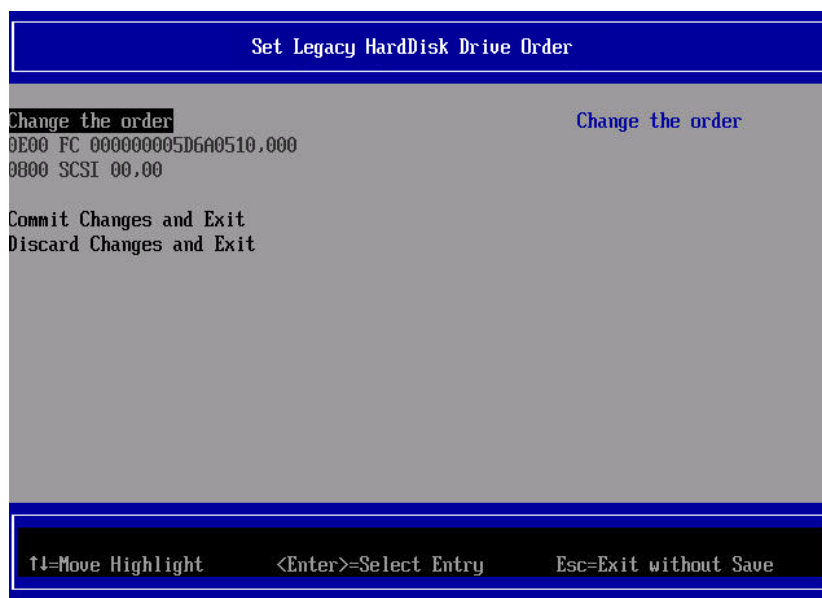 Set Legacy HardDisk Drive Order
Change the order
Change the order
0E00 FC 000000005D6A0510,000
0800 SCSI 00,00
Commit Changes and Exit
Discard Changes and Exit
↑↓=Move Highlight <Enter>=Select Entry Esc=Exit without Save